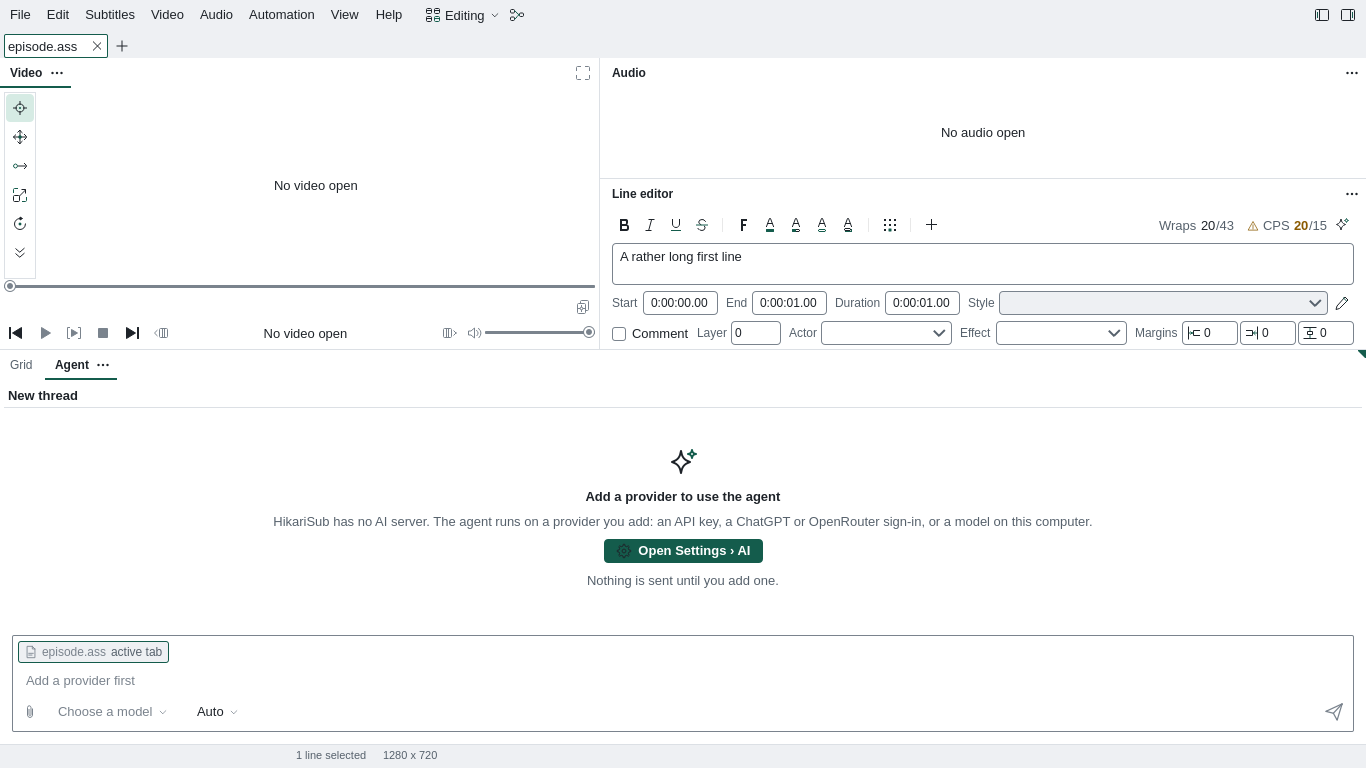 File Edit Subtitles Video Audio Automation View Help Editing
episode.ass
Video
No video open
No video open
Audio
No audio open
Line editor
B I U S F A A A A Wraps 20/43 CPS 20/15
A rather long first line
Start 0:00:00.00 End 0:00:01.00 Duration 0:00:01.00 Style
Comment Layer 0 Actor Effect Margins 0 0 0
Grid Agent
New thread
Add a provider to use the agent
HikariSub has no AI server. The agent runs on a provider you add: an API key, a ChatGPT or OpenRouter sign-in, or a model on this computer.
Open Settings › AI
Nothing is sent until you add one.
episode.ass active tab
Add a provider first
Choose a model Auto
1 line selected 1280 x 720